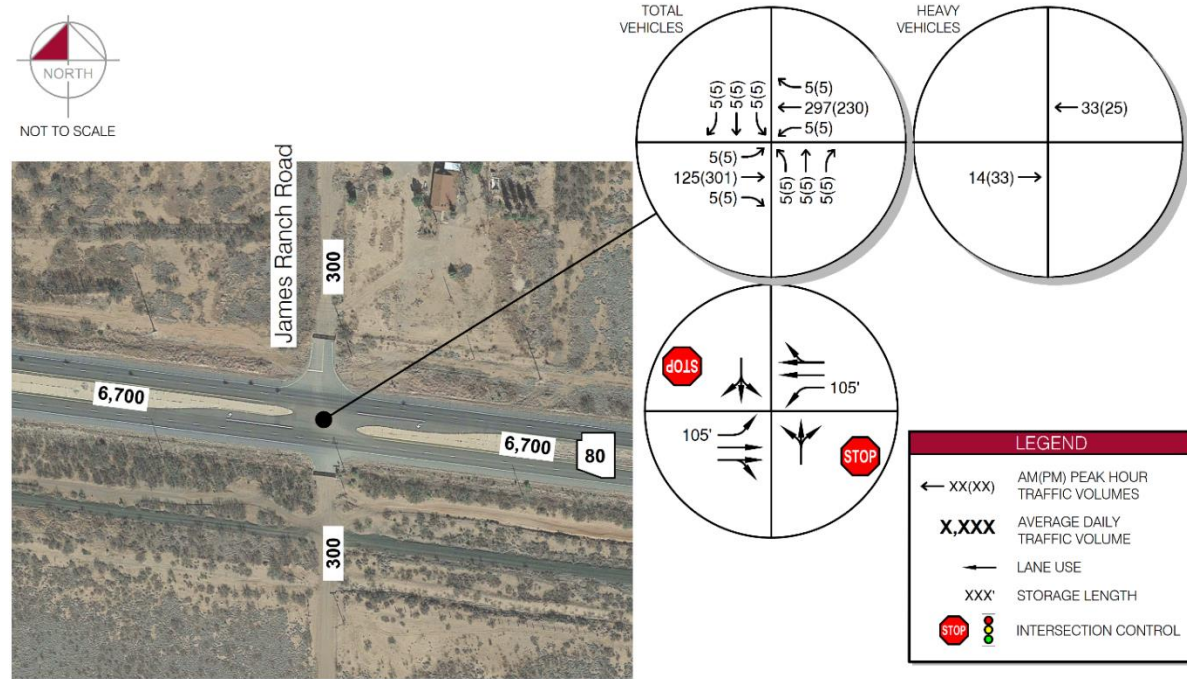 NORTH
NOT TO SCALE
TOTAL
VEHICLES
5(5)
5(5)
5(5)
5(5)
297(230)
5(5)
5(5)
125(301)
5(5)
5(5)
5(5)
5(5)
HEAVY
VEHICLES
33(25)
14(33)
James Ranch Road
300
6,700
6,700
80
300
STOP
105'
105'
STOP
LEGEND
XX(XX)
AM(PM) PEAK HOUR
TRAFFIC VOLUMES
X,XXX
AVERAGE DAILY
TRAFFIC VOLUME
LANE USE
XXX'
STORAGE LENGTH
STOP
INTERSECTION CONTROL